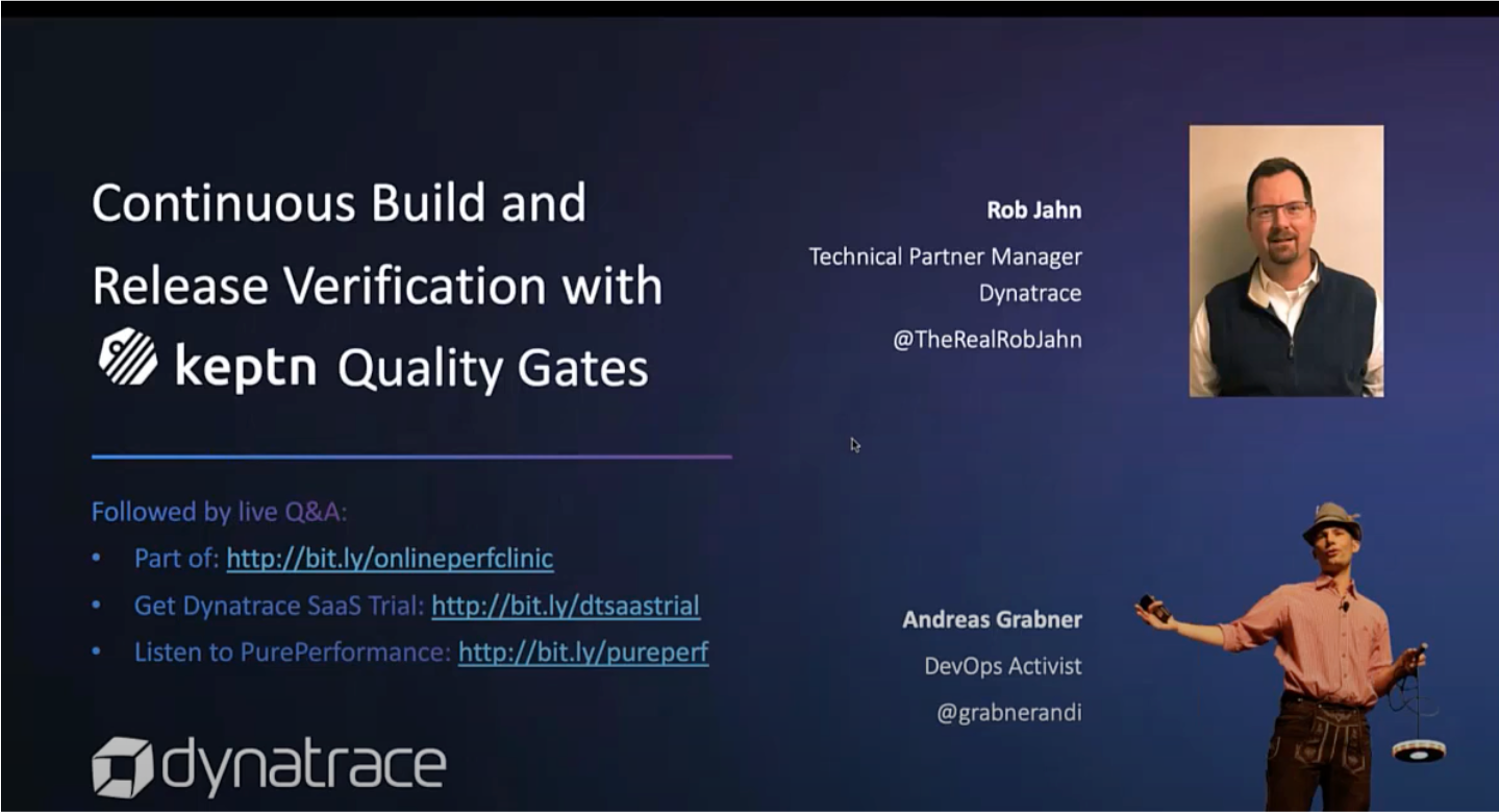 Continuous Build and
Release Verification with
keptn Quality Gates
Followed by live Q&A:
• Part of: http://bit.ly/onlineperfclinic
• Get Dynatrace SaaS Trial: http://bit.ly/dtsaastrial
• Listen to PurePerformance: http://bit.ly/pureperf
dynatrace
Rob Jahn
Technical Partner Manager
Dynatrace
@TheRealRobJahn
Andreas Grabner
DevOps Activist
@grabnerandi